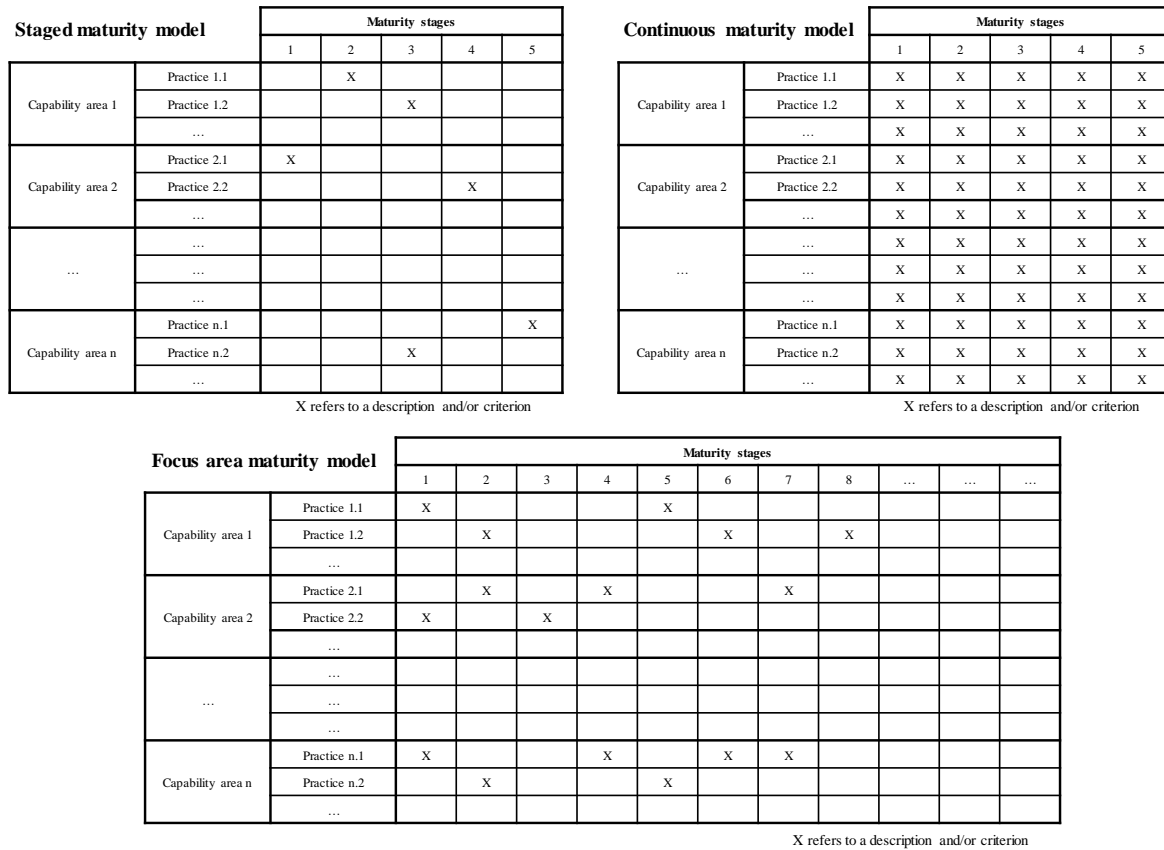 Staged maturity model
Maturity stages
1 2 3 4 5
Capability area 1
Practice 1.1 X
Practice 1.2 X
…
Capability area 2
Practice 2.1 X
Practice 2.2 X
…
…
…
…
…
Capability area n
Practice n.1 X
Practice n.2 X
…
X refers to a description and/or criterion
Continuous maturity model
Maturity stages
1 2 3 4 5
Capability area 1
Practice 1.1 X X X X X
Practice 1.2 X X X X X
… X X X X X
Capability area 2
Practice 2.1 X X X X X
Practice 2.2 X X X X X
… X X X X X
…
… X X X X X
… X X X X X
… X X X X X
Capability area n
Practice n.1 X X X X X
Practice n.2 X X X X X
… X X X X X
X refers to a description and/or criterion
Focus area maturity model
Maturity stages
1 2 3 4 5 6 7 8 … … …
Capability area 1
Practice 1.1 X X
Practice 1.2 X X X
…
Capability area 2
Practice 2.1 X X X
Practice 2.2 X X
…
…
…
…
…
Capability area n
Practice n.1 X X X X
Practice n.2 X X
…
X refers to a description and/or criterion